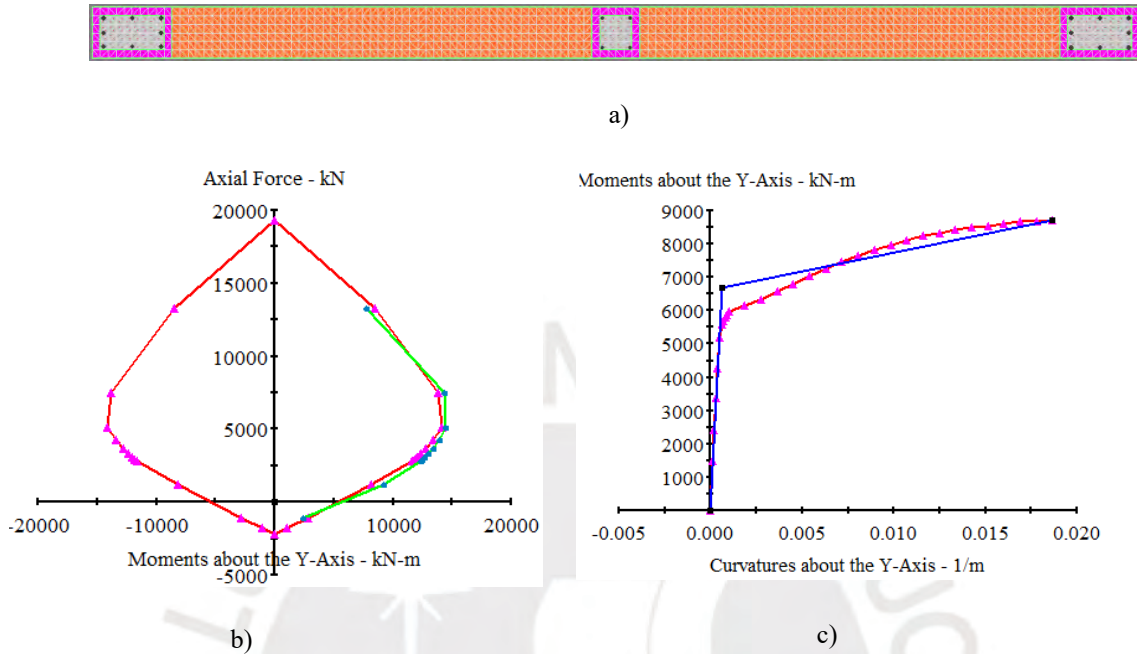 a)
Axial Force - kN
20000
15000
10000
5000
-20000 -10000 0 10000 20000
Moments about the Y-Axis - kN-m
-5000
b)
Moments about the Y-Axis - kN-m
9000
8000
7000
6000
5000
4000
3000
2000
1000
-0.005 0.000 0.005 0.010 0.015 0.020
Curvatures about the Y-Axis - 1/m
c)